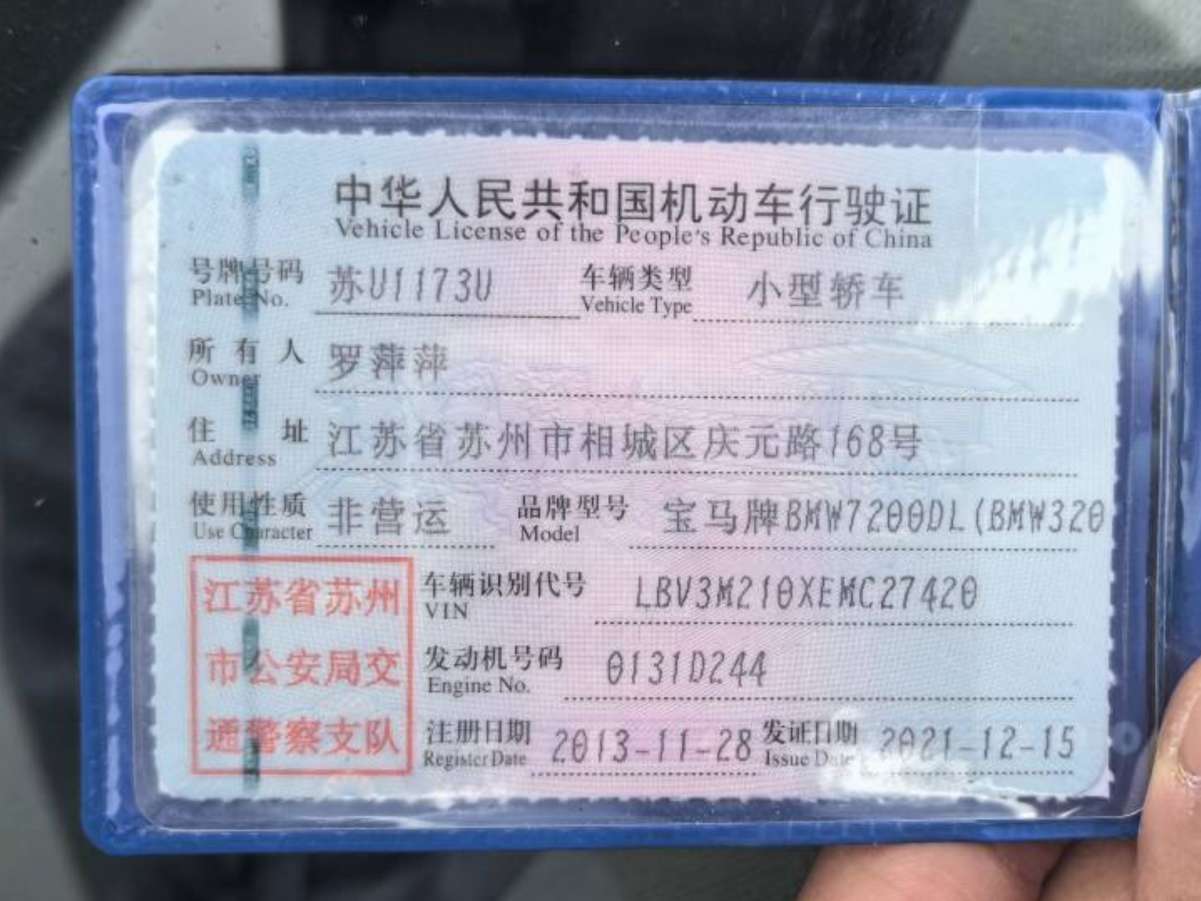 中华人民共和国机动车行驶证
Vehicle License of the People's Republic of China
号牌号码 苏U1173U 车辆类型 小型轿车
Plate No. Vehicle Type
所有人 罗萍萍
Owner
住址 江苏省苏州市相城区庆元路168号
Address
使用性质 非营运 品牌型号 宝马牌BMW7200DL(BMW320
Use Character Model
江苏省苏州
市公安局交
通警察支队
车辆识别代号 LBV3M210XEMC27420
VIN
发动机号码 0131D244
Engine No.
注册日期 2013-11-28 发证日期 2021-12-15
Register Date Issue Date